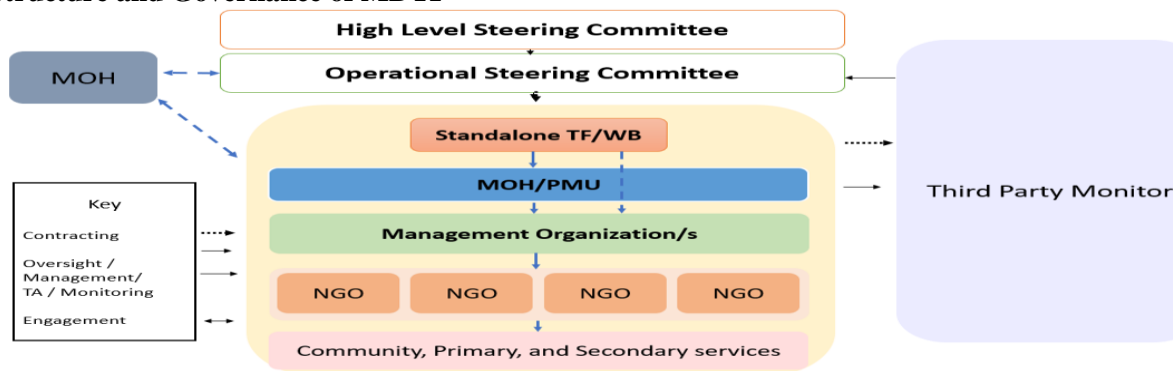 High Level Steering Committee
MOH
Operational Steering Committee
Standalone TF/WB
MOH/PMU
Management Organization/s
NGO NGO NGO NGO
Community, Primary, and Secondary services
Third Party Monitor
Key
Contracting
Oversight /
Management/
TA / Monitoring
Engagement